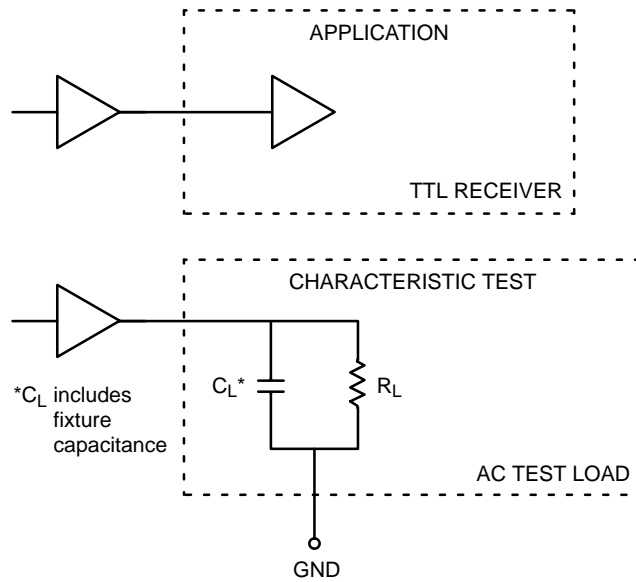 APPLICATION
TTL RECEIVER
CHARACTERISTIC TEST
*CL includes
fixture
capacitance
CL*
RL
AC TEST LOAD
GND